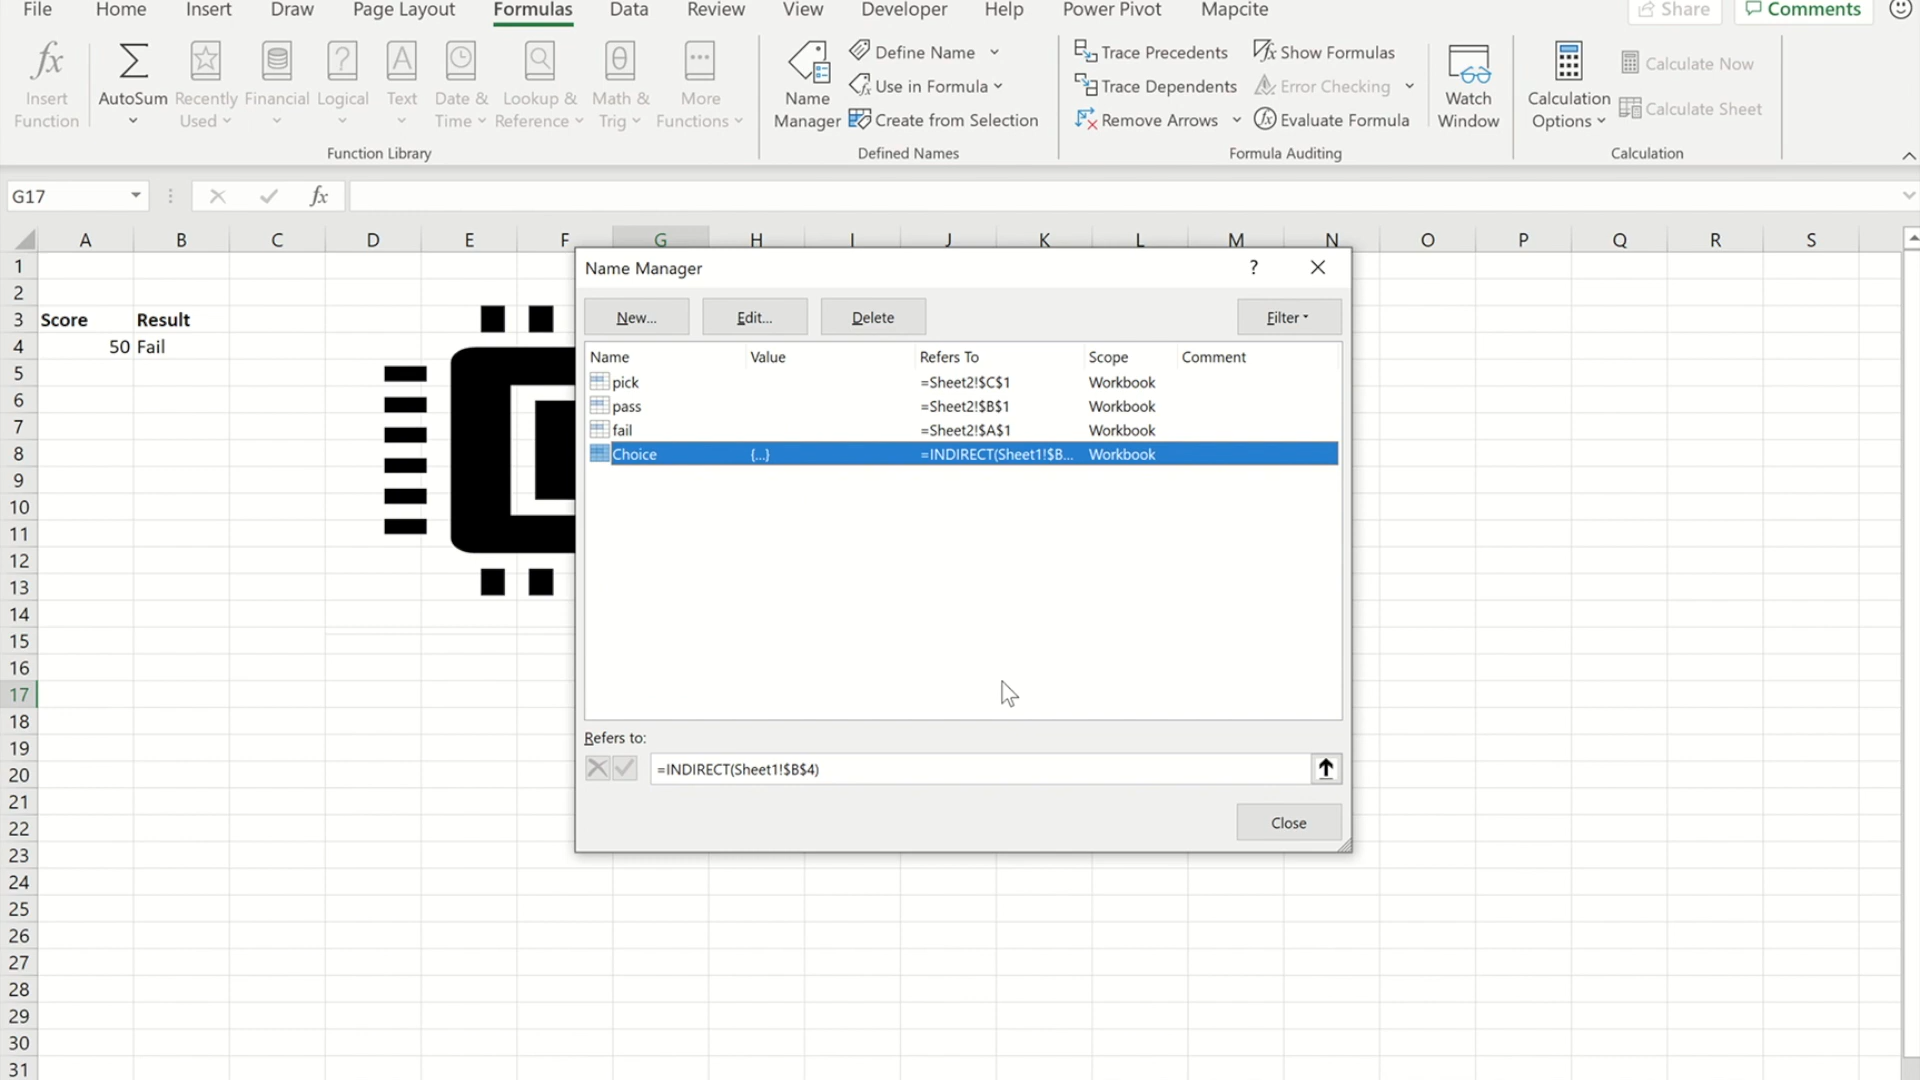 File Home Insert Draw Page Layout Formulas Data Review View Developer Help Power Pivot Mapcite Share Comments
Insert Function
AutoSum
Recently Used
Financial
Logical
Text
Date & Time
Lookup & Reference
Math & Trig
More Functions
Function Library
Name Manager
Define Name
Use in Formula
Create from Selection
Defined Names
Trace Precedents
Trace Dependents
Remove Arrows
Show Formulas
Error Checking
Evaluate Formula
Formula Auditing
Watch Window
Calculation Options
Calculate Now
Calculate Sheet
Calculation
G17 fx
A B C D E F G H I J K L M N O P Q R S
1
2
3 Score Result
4 50 Fail
5
6
7
8
9
10
11
12
13
14
15
16
17
18
19
20
21
22
23
24
25
26
27
28
29
30
31
Name Manager ?
New... Edit... Delete Filter
Name Value Refers To Scope Comment
pick =Sheet2!$C$1 Workbook
pass =Sheet2!$B$1 Workbook
fail =Sheet2!$A$1 Workbook
Choice {...} =INDIRECT(Sheet1!$B... Workbook
Refers to:
=INDIRECT(Sheet1!$B$4)
Close